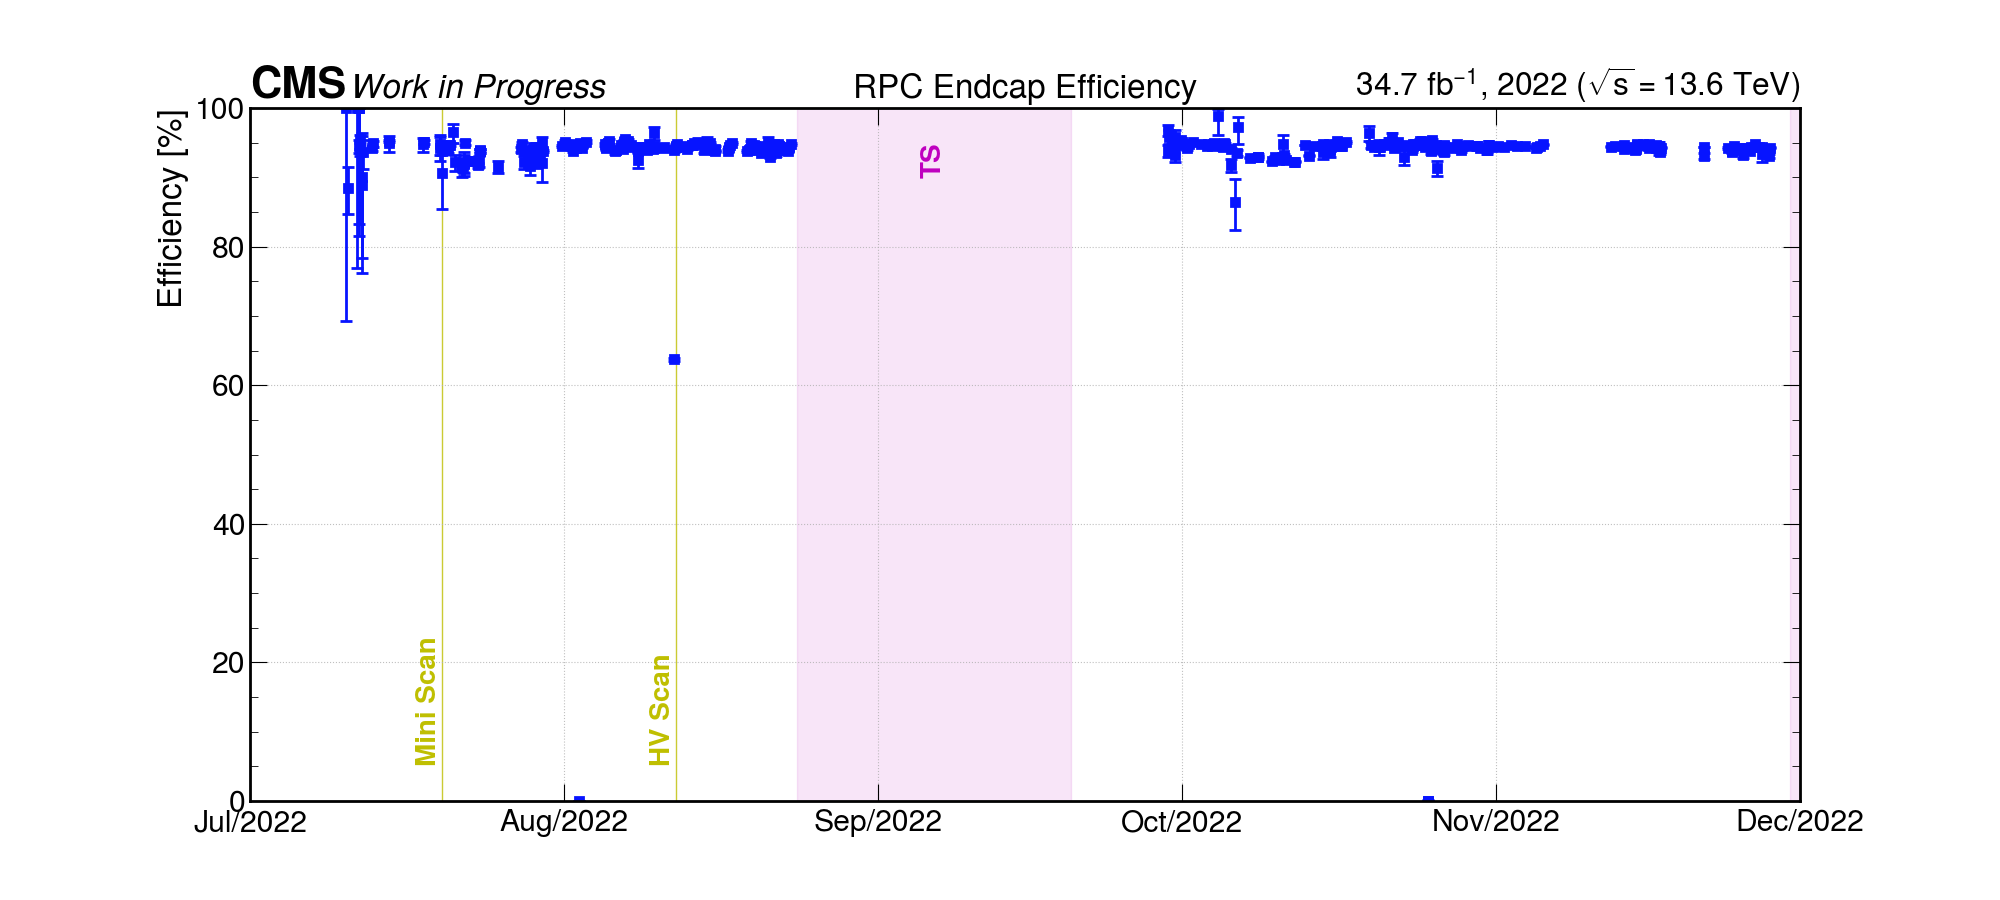 CMS Work in Progress
RPC Endcap Efficiency
34.7 fb⁻¹, 2022 (√s = 13.6 TeV)
Efficiency [%]
100
80
60
40
20
0
TS
Mini Scan
HV Scan
Jul/2022
Aug/2022
Sep/2022
Oct/2022
Nov/2022
Dec/2022